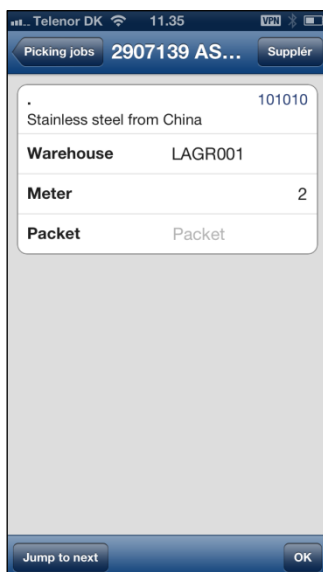 Telenor DK 11.35 VPN
Picking jobs 2907139 AS... Supplér
. 101010
Stainless steel from China
Warehouse LAGR001
Meter 2
Packet Packet
Jump to next OK